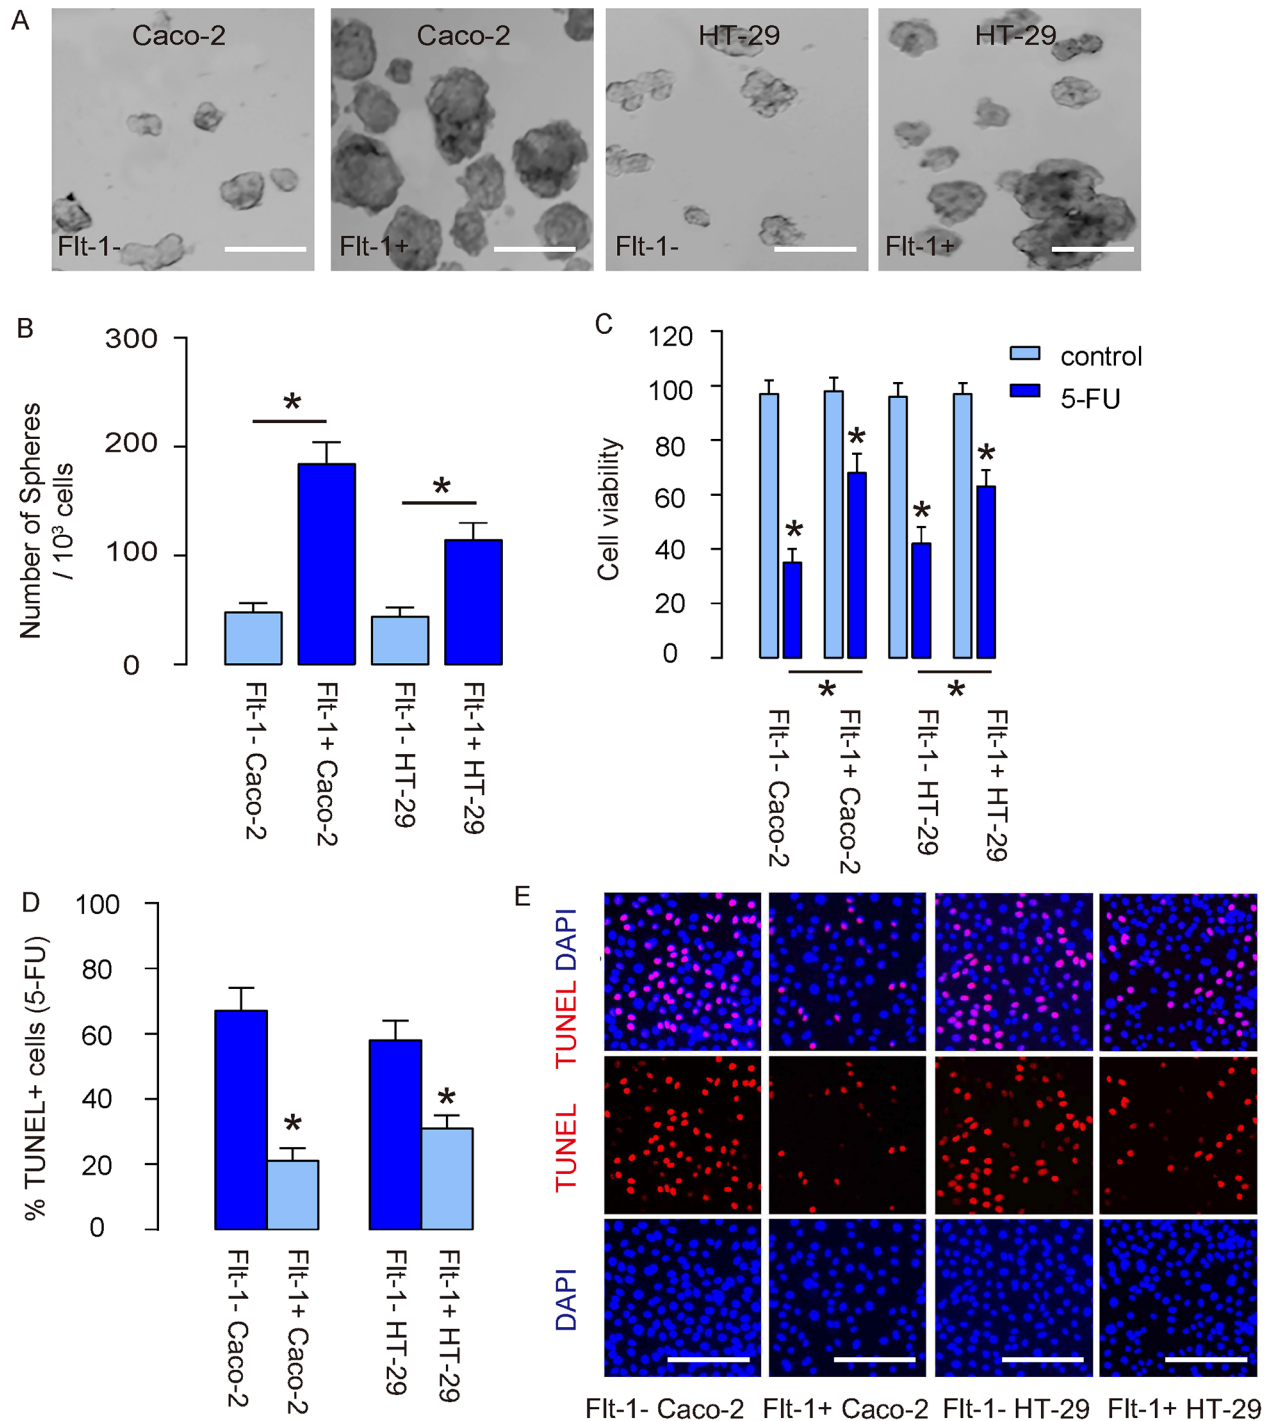 A
Caco-2
Caco-2
HT-29
HT-29
Flt-1-
Flt-1+
Flt-1-
Flt-1+
B
300
200
100
0
Number of Spheres
/ 10³ cells
*
*
Flt-1- Caco-2
Flt-1+ Caco-2
Flt-1- HT-29
Flt-1+ HT-29
C
120
100
80
60
40
20
0
Cell viability
control
5-FU
*
*
*
*
*
*
Flt-1- Caco-2
Flt-1+ Caco-2
Flt-1- HT-29
Flt-1+ HT-29
D
100
80
60
40
20
0
% TUNEL+ cells (5-FU)
*
*
Flt-1- Caco-2
Flt-1+ Caco-2
Flt-1- HT-29
Flt-1+ HT-29
E
TUNEL DAPI
TUNEL
DAPI
Flt-1- Caco-2
Flt-1+ Caco-2
Flt-1- HT-29
Flt-1+ HT-29